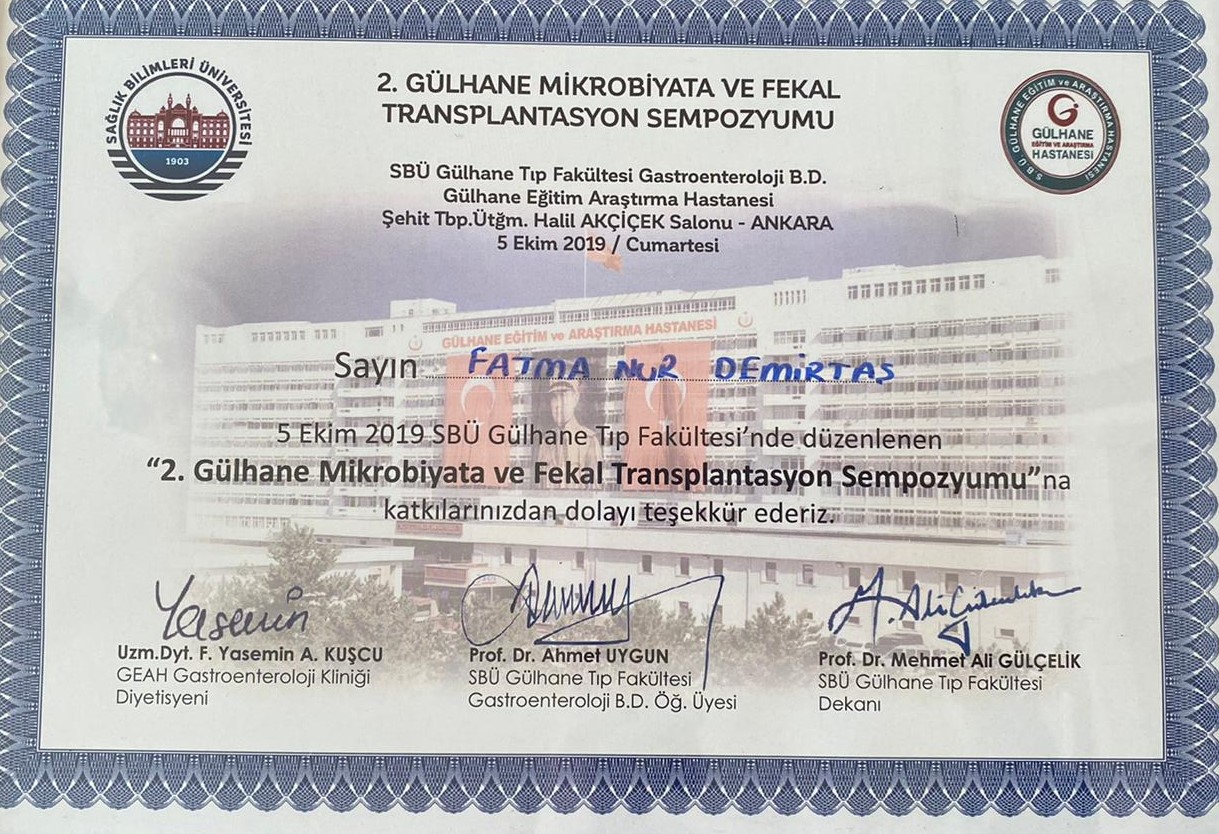 2. GÜLHANE MİKROBİYATA VE FEKAL
TRANSPLANTASYON SEMPOZYUMU
SAĞLIK BİLİMLERİ ÜNİVERSİTESİ
1903
SBÜ GÜLHANE EĞİTİM ve ARAŞTIRMA HASTANESİ
GÜLHANE
EĞİTİM VE ARAŞTIRMA
HASTANESİ
SBÜ Gülhane Tıp Fakültesi Gastroenteroloji B.D.
Gülhane Eğitim Araştırma Hastanesi
Şehit Tbp.Ütğm. Halil AKÇİÇEK Salonu - ANKARA
5 Ekim 2019 / Cumartesi
GÜLHANE EĞİTİM ve ARAŞTIRMA HASTANESİ
Sayın FATMA NUR DEMİRTAŞ
5 Ekim 2019 SBÜ Gülhane Tıp Fakültesi’nde düzenlenen
“2. Gülhane Mikrobiyata ve Fekal Transplantasyon Sempozyumu”na
katkılarınızdan dolayı teşekkür ederiz.
Yasemin
Uzm.Dyt. F. Yasemin A. KUŞCU
GEAH Gastroenteroloji Kliniği
Diyetisyeni
Prof. Dr. Ahmet UYGUN
SBÜ Gülhane Tıp Fakültesi
Gastroenteroloji B.D. Öğ. Üyesi
Prof. Dr. Mehmet Ali GÜLÇELİK
SBÜ Gülhane Tıp Fakültesi
Dekanı